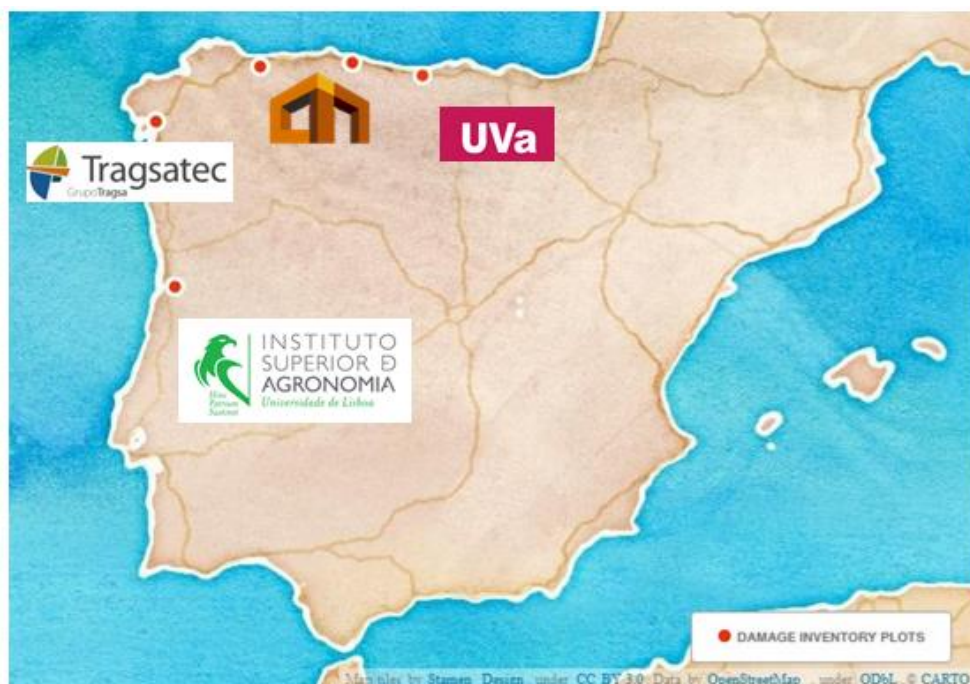 UVa
Tragsatec
GrupoTragsa
INSTITUTO
SUPERIOR D
AGRONOMIA
Universidade de Lisboa
DAMAGE INVENTORY PLOTS
Map tiles by Stamen Design, under CC BY 3.0. Data by OpenStreetMap, under ODbL. © CARTO